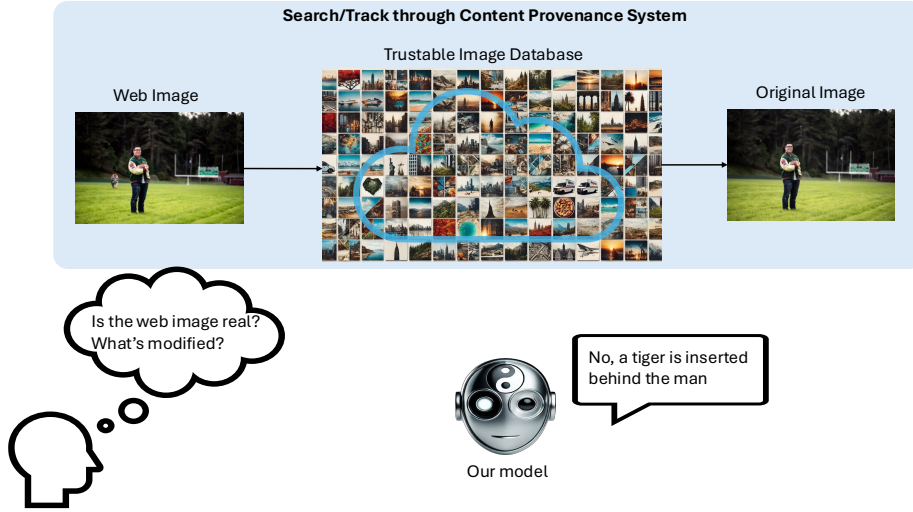 Search/Track through Content Provenance System
Trustable Image Database
Web Image
Original Image
Is the web image real?
What's modified?
No, a tiger is inserted
behind the man
Our model